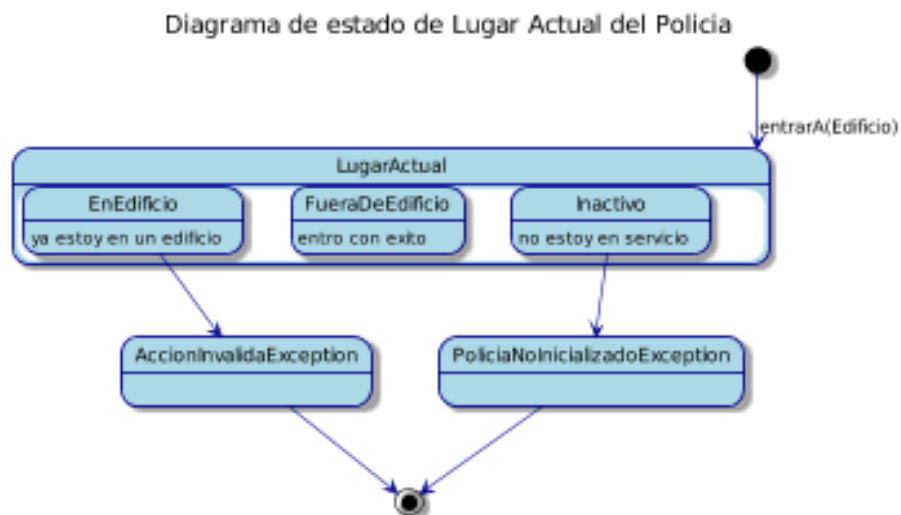 Diagrama de estado de Lugar Actual del Policia
entrarA(Edificio)
LugarActual
EnEdificio
ya estoy en un edificio
FueraDeEdificio
entro con exito
Inactivo
no estoy en servicio
AccionInvalidaException
PoliciaNoInicializadoException